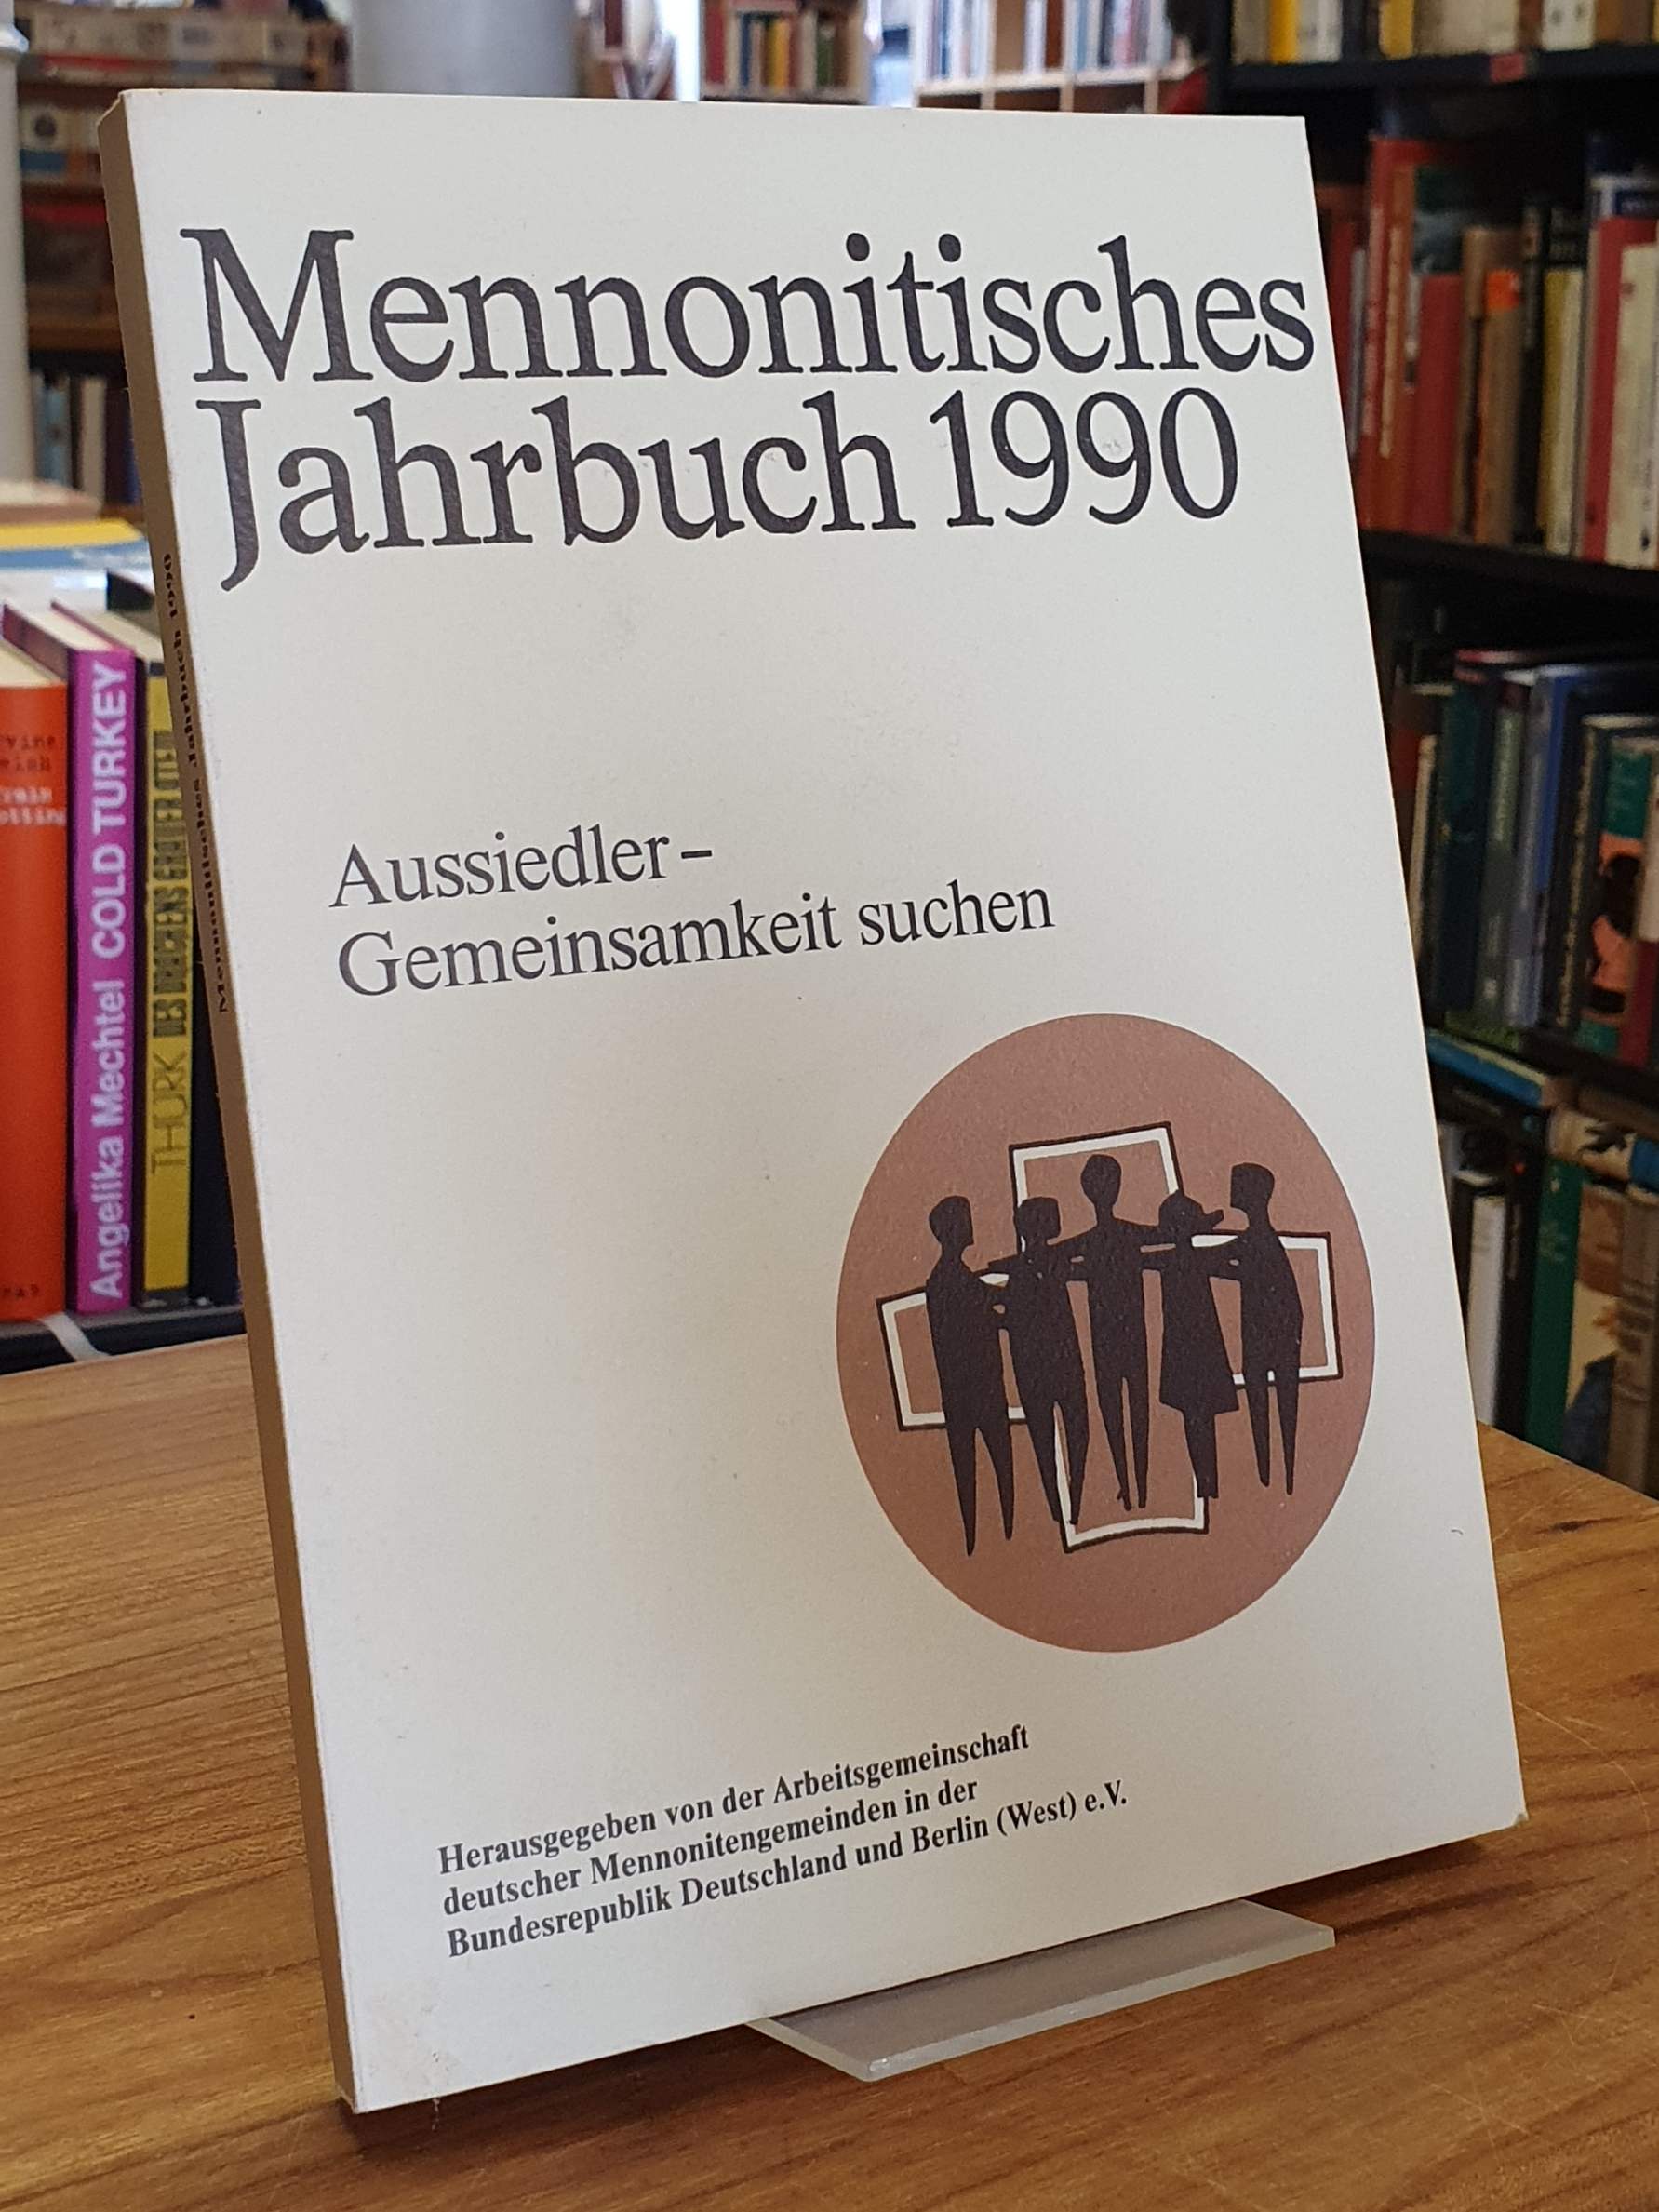 Mennonitisches
Jahrbuch 1990
Aussiedler –
Gemeinsamkeit suchen
Herausgegeben von der Arbeitsgemeinschaft
deutscher Mennonitengemeinden in der
Bundesrepublik Deutschland und Berlin (West) e.V.
Mennonitisches Jahrbuch 1990
Angelika Mechtel COLD TURKEY
THURK